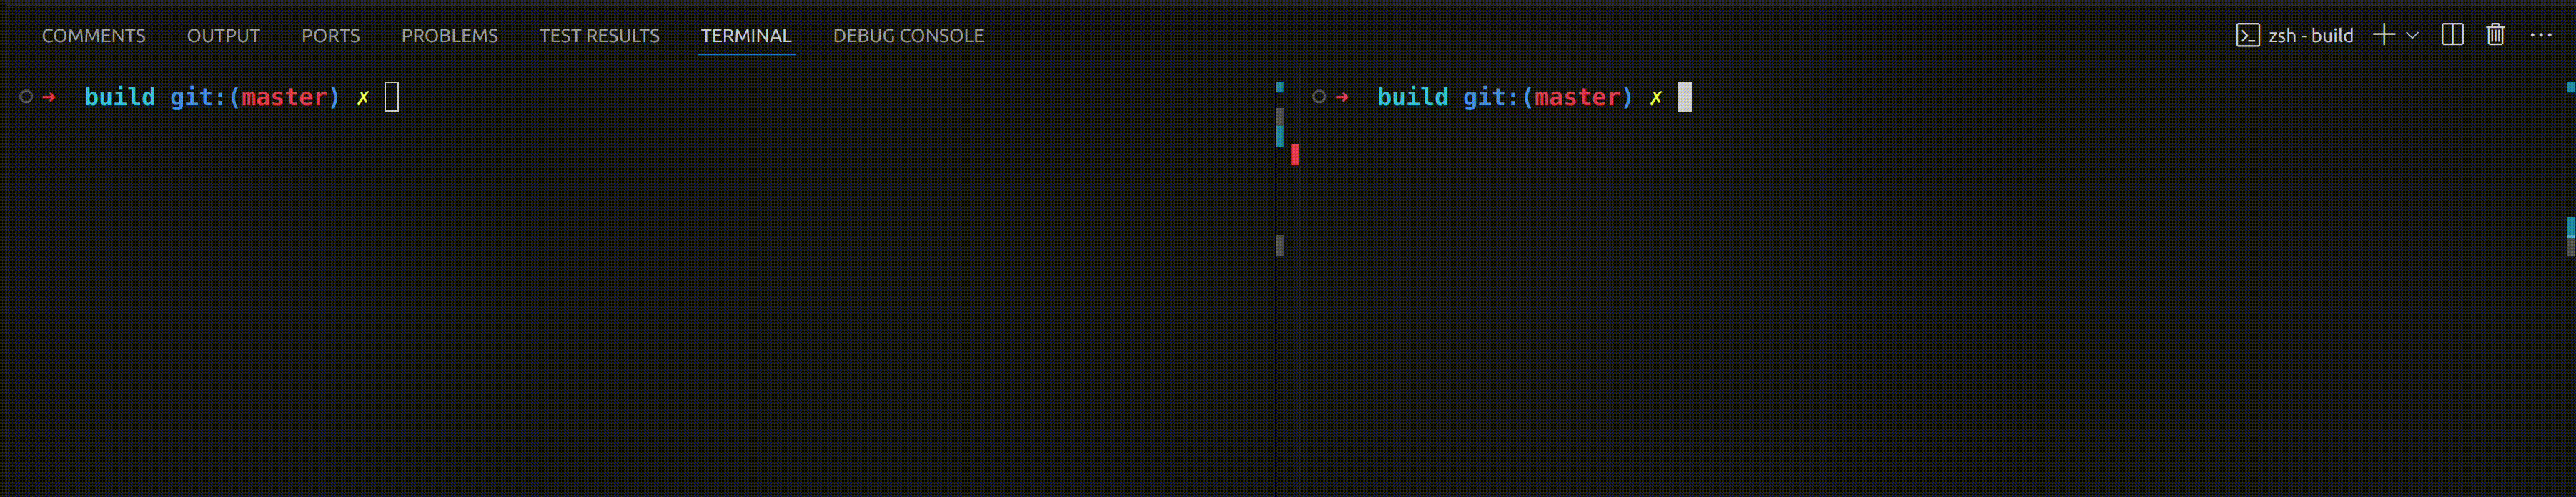 COMMENTS OUTPUT PORTS PROBLEMS TEST RESULTS TERMINAL DEBUG CONSOLE zsh - build
➜ build git:(master) ✗
➜ build git:(master) ✗